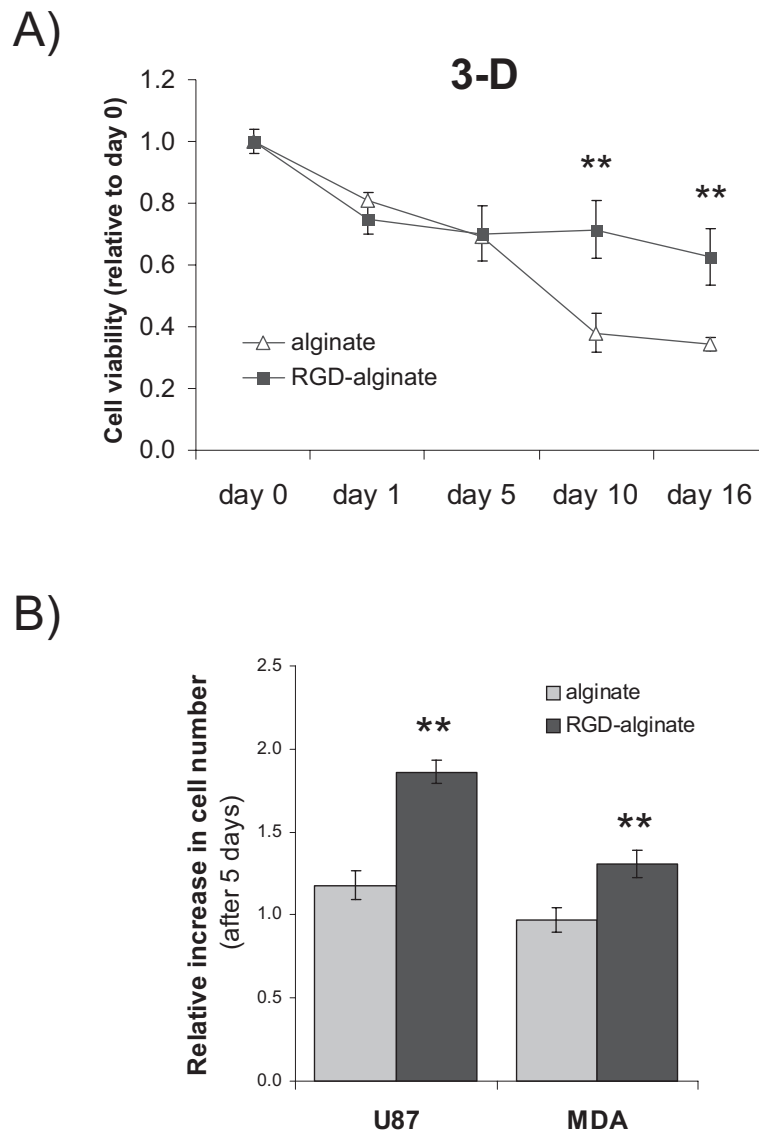 A)
3-D
Cell viability (relative to day 0)
1.2
1.0
**
**
0.8
0.6
0.4
alginate
RGD-alginate
0.2
0.0
day 0 day 1 day 5 day 10 day 16
B)
Relative increase in cell number
(after 5 days)
2.5
alginate
RGD-alginate
**
2.0
1.5
**
1.0
0.5
0.0
U87 MDA